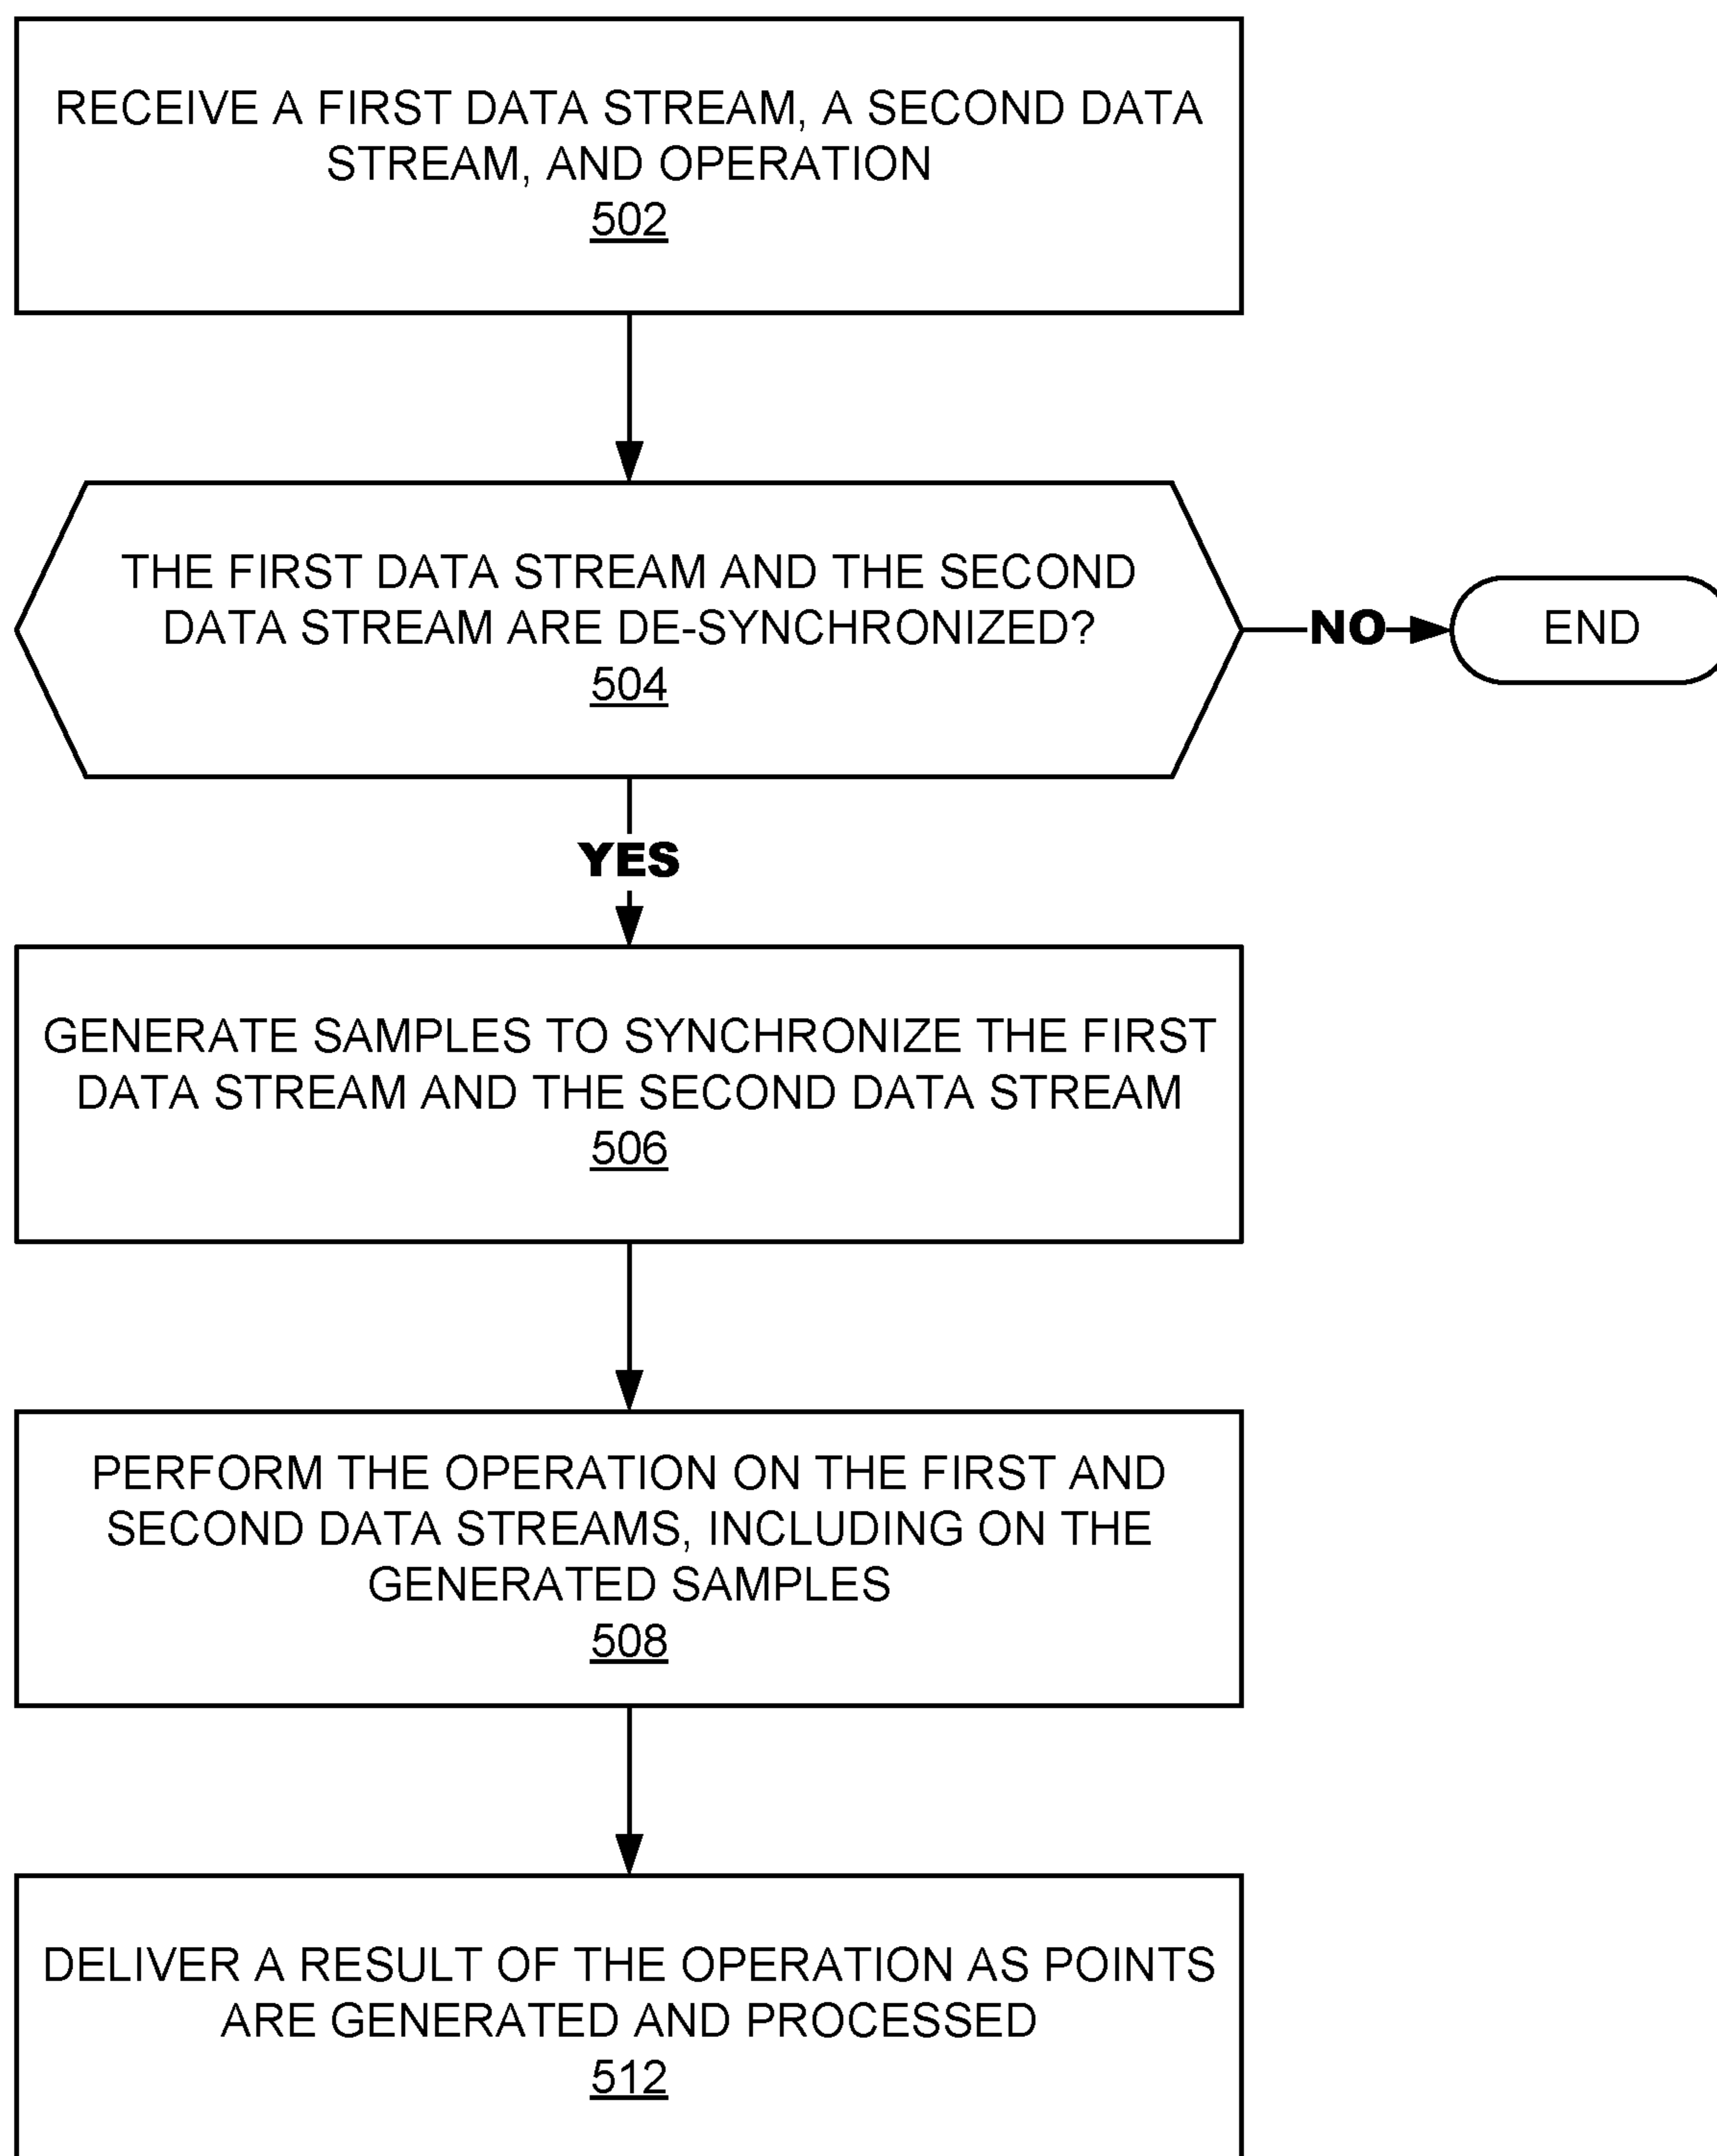 RECEIVE A FIRST DATA STREAM, A SECOND DATA
STREAM, AND OPERATION
502
THE FIRST DATA STREAM AND THE SECOND
DATA STREAM ARE DE-SYNCHRONIZED?
504
NO
END
YES
GENERATE SAMPLES TO SYNCHRONIZE THE FIRST
DATA STREAM AND THE SECOND DATA STREAM
506
PERFORM THE OPERATION ON THE FIRST AND
SECOND DATA STREAMS, INCLUDING ON THE
GENERATED SAMPLES
508
DELIVER A RESULT OF THE OPERATION AS POINTS
ARE GENERATED AND PROCESSED
512